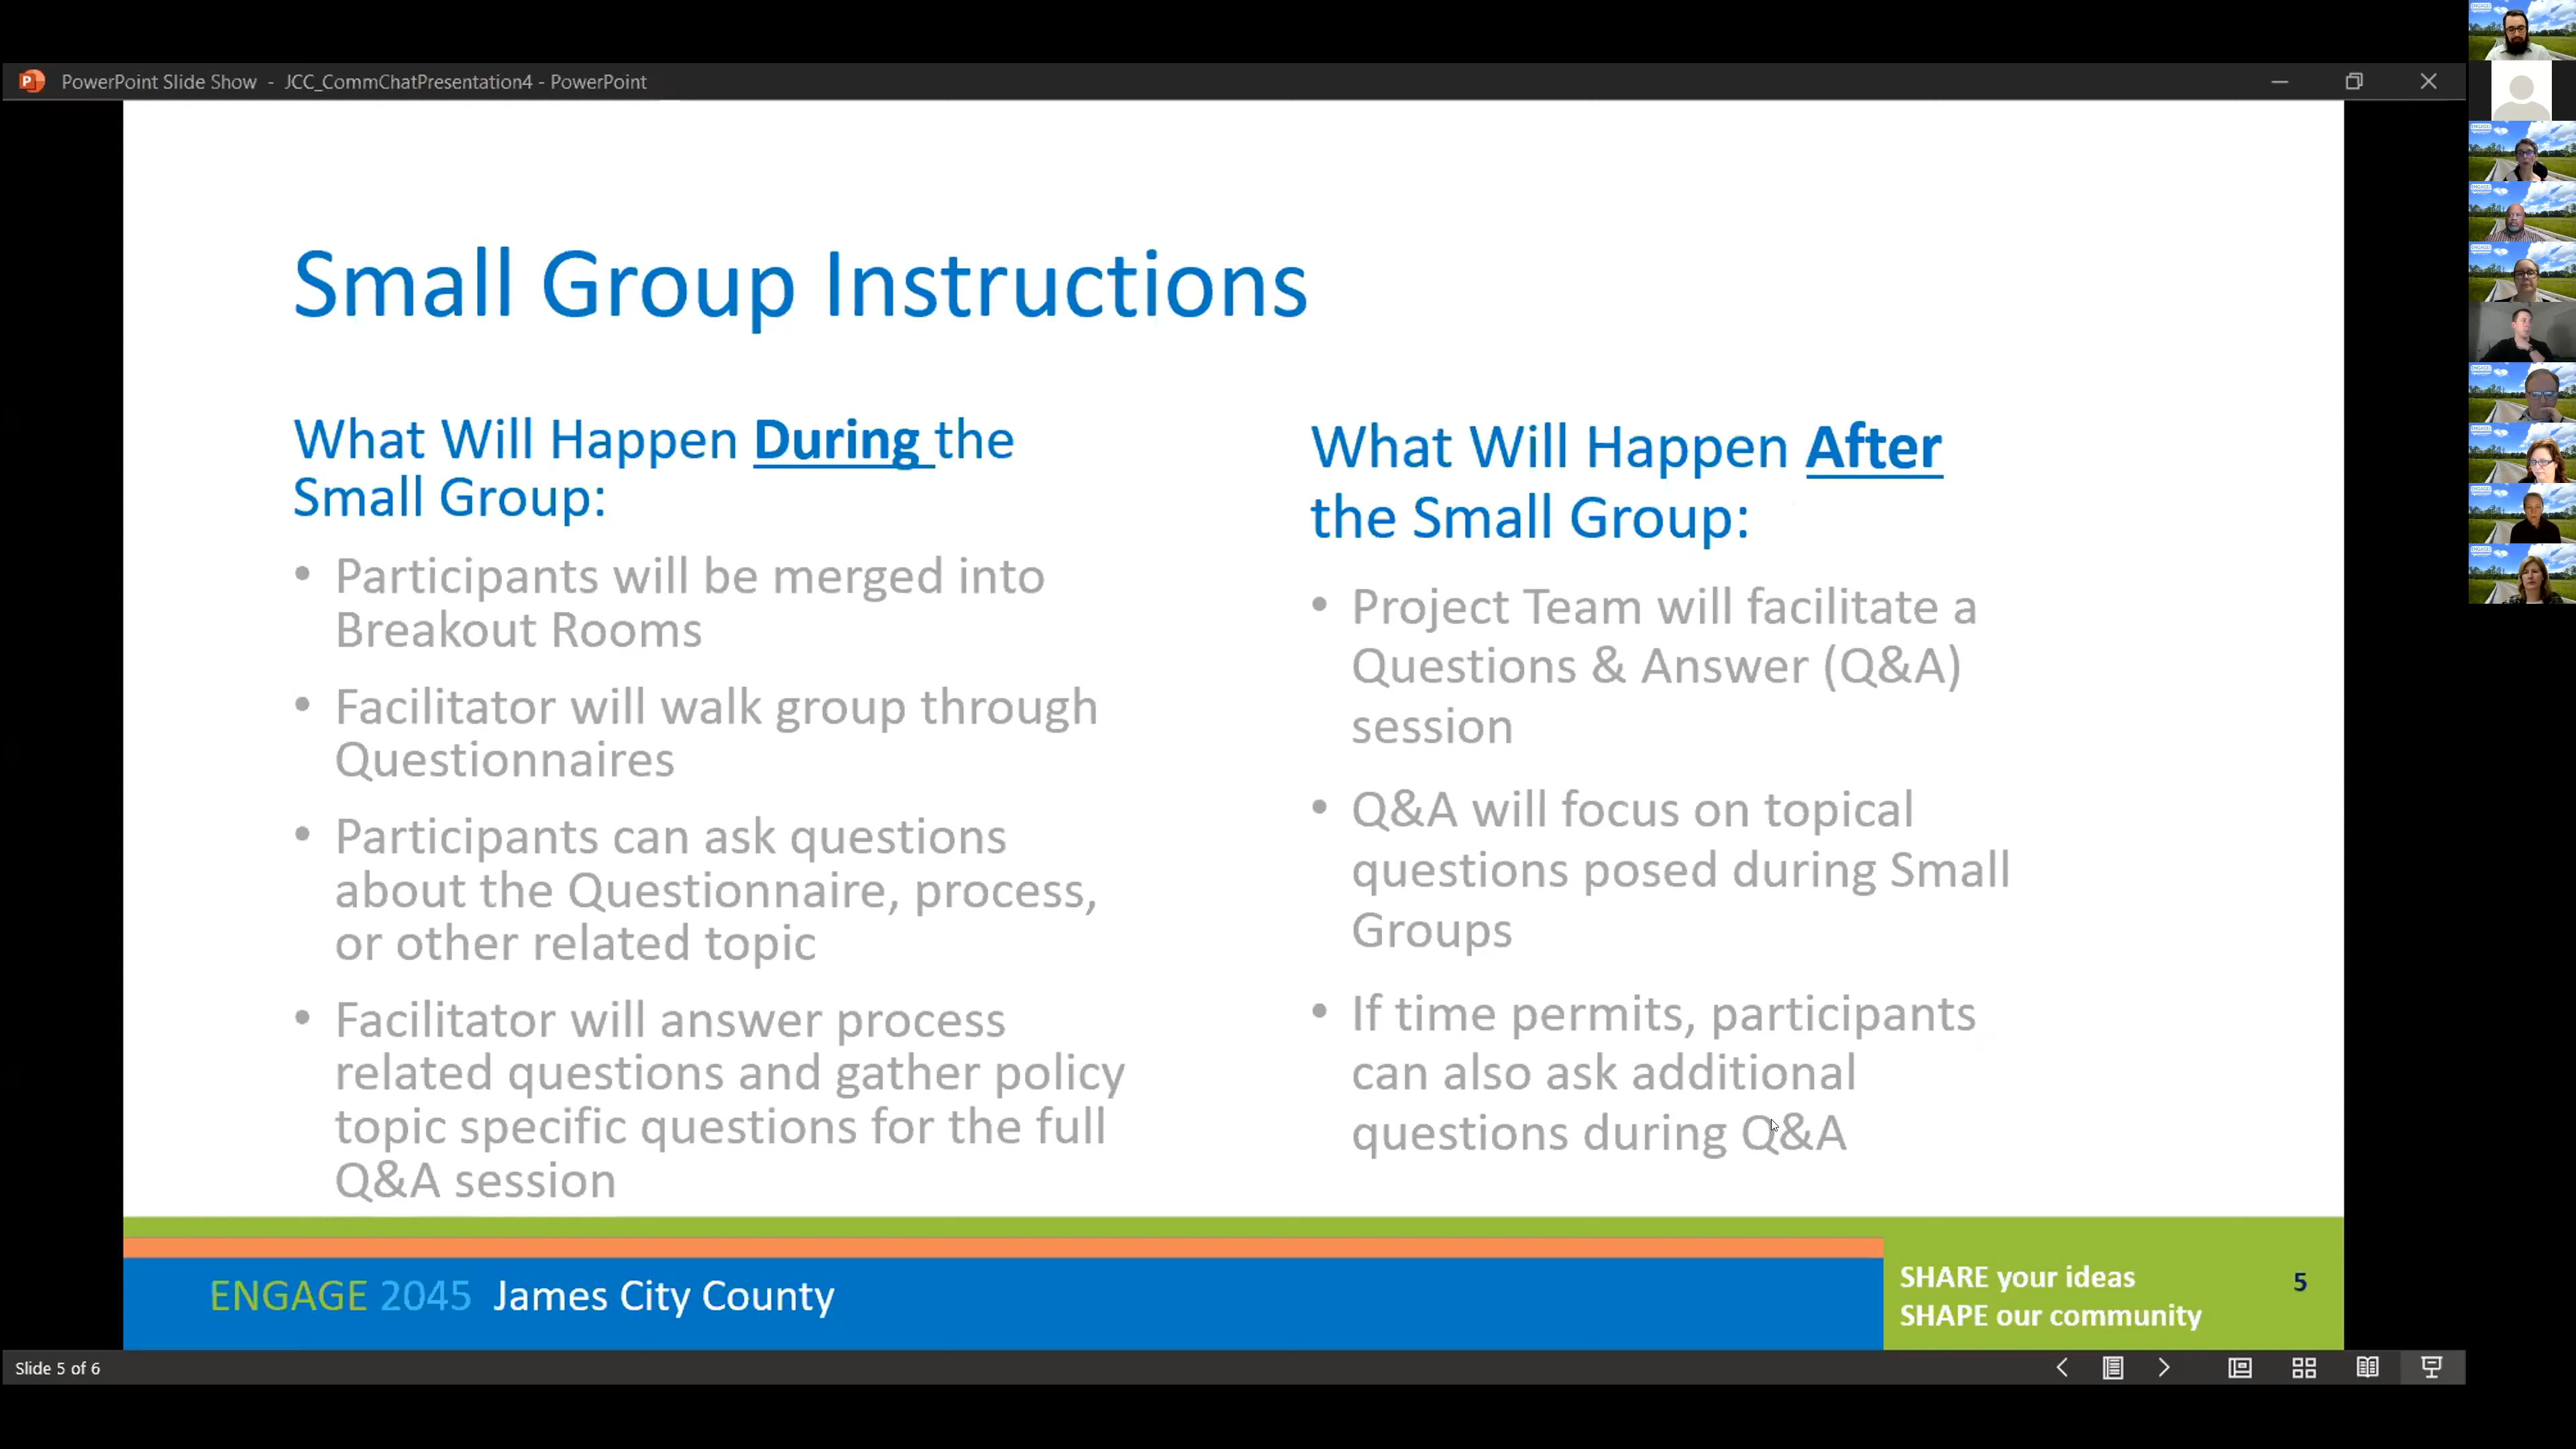 PowerPoint Slide Show - JCC_CommChatPresentation4 - PowerPoint
Small Group Instructions
What Will Happen During the
Small Group:
• Participants will be merged into
Breakout Rooms
• Facilitator will walk group through
Questionnaires
• Participants can ask questions
about the Questionnaire, process,
or other related topic
• Facilitator will answer process
related questions and gather policy
topic specific questions for the full
Q&A session
What Will Happen After
the Small Group:
• Project Team will facilitate a
Questions & Answer (Q&A)
session
• Q&A will focus on topical
questions posed during Small
Groups
• If time permits, participants
can also ask additional
questions during Q&A
ENGAGE 2045 James City County
SHARE your ideas
SHAPE our community
5
Slide 5 of 6